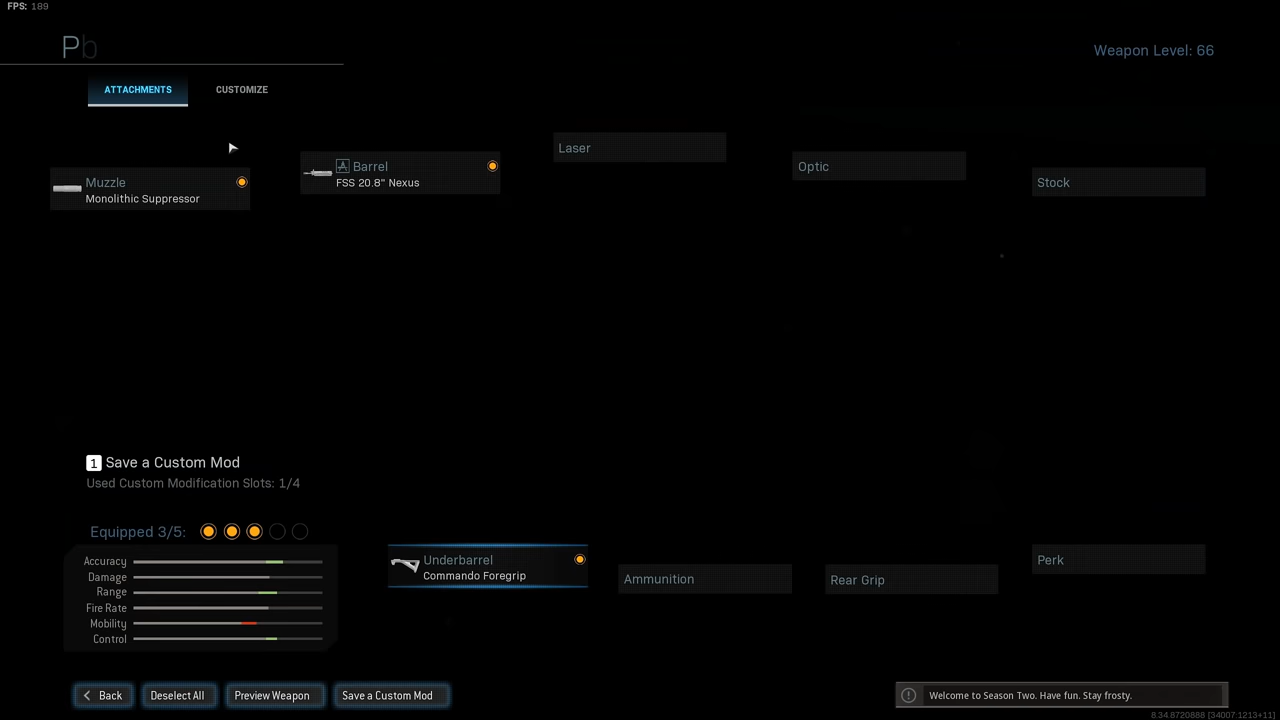 FPS: 189
Weapon Level: 66
ATTACHMENTS
CUSTOMIZE
Laser
Muzzle
Monolithic Suppressor
Barrel
FSS 20.8" Nexus
Optic
Stock
1 Save a Custom Mod
Used Custom Modification Slots: 1/4
Equipped 3/5:
Accuracy
Damage
Range
Fire Rate
Mobility
Control
Underbarrel
Commando Foregrip
Ammunition
Rear Grip
Perk
Back
Deselect All
Preview Weapon
Save a Custom Mod
Welcome to Season Two. Have fun. Stay frosty.